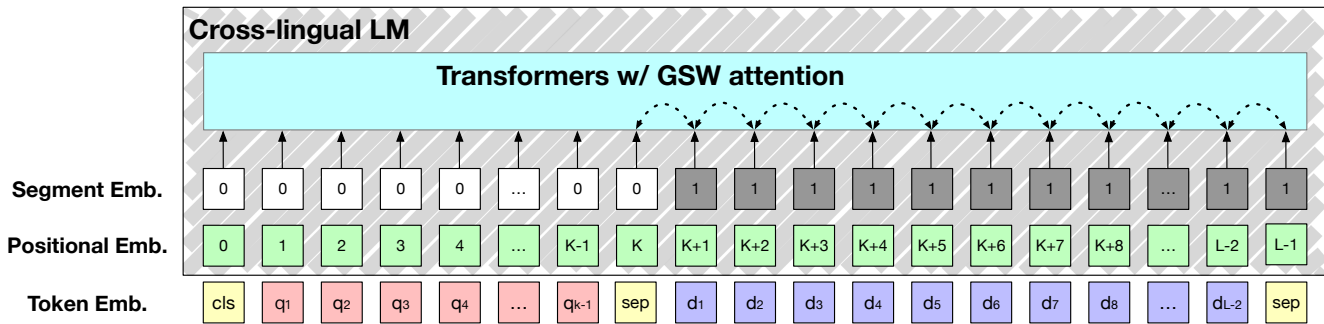 Cross-lingual LM
Transformers w/ GSW attention
Segment Emb. 0 0 0 0 0 ... 0 0 1 1 1 1 1 1 1 1 ... 1 1
Positional Emb. 0 1 2 3 4 ... K-1 K K+1 K+2 K+3 K+4 K+5 K+6 K+7 K+8 ... L-2 L-1
Token Emb. cls q1 q2 q3 q4 ... qk-1 sep d1 d2 d3 d4 d5 d6 d7 d8 ... dL-2 sep